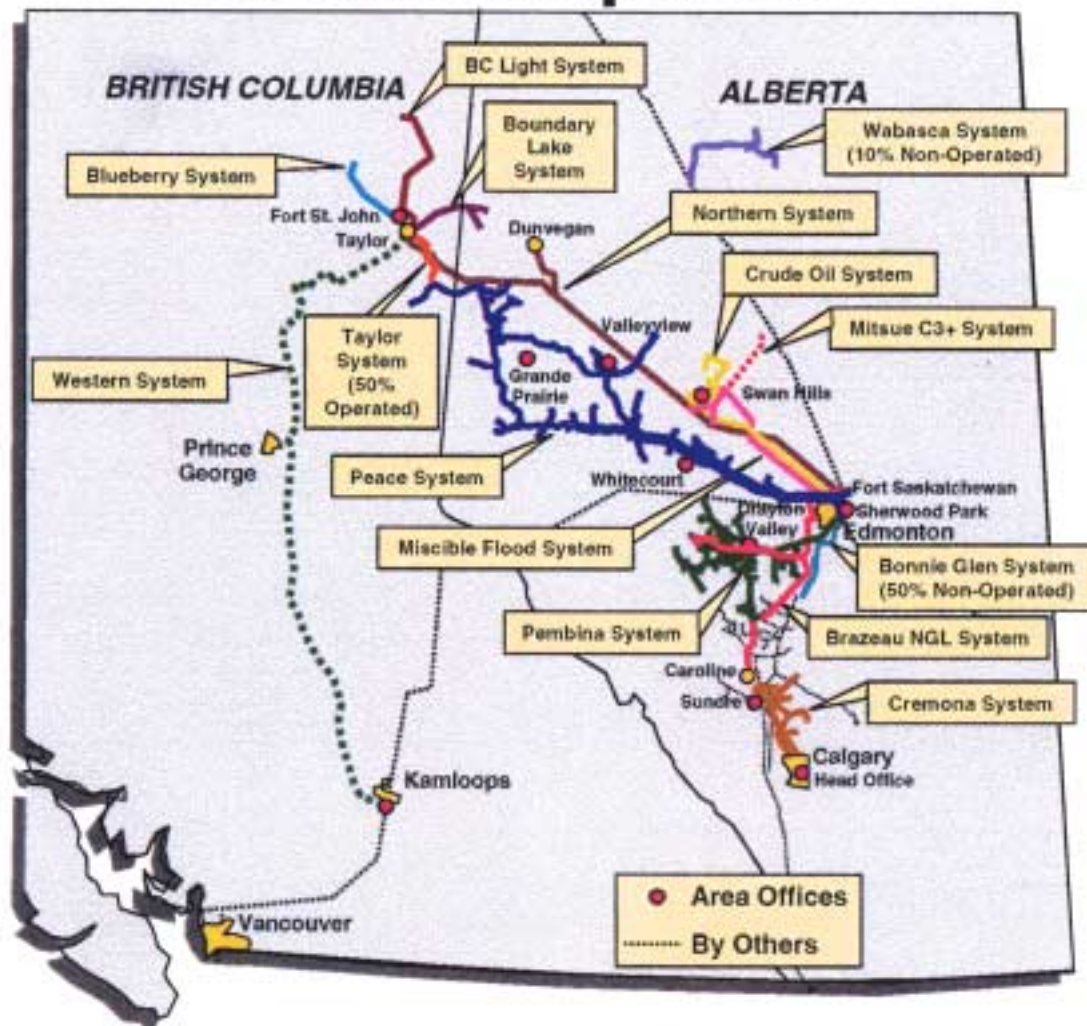 BRITISH COLUMBIA
ALBERTA
BC Light System
Boundary
Lake
System
Wabasca System
(10% Non-Operated)
Blueberry System
Fort St. John
Taylor
Dunvegan
Northern System
Crude Oil System
Mitsue C3+ System
Taylor
System
(50%
Operated)
Valleyview
Western System
Grande
Prairie
Swan Hills
Prince
George
Peace System
Whitecourt
Fort Saskatchewan
Drayton
Valley
Sherwood Park
Edmonton
Miscible Flood System
Bonnie Glen System
(50% Non-Operated)
Pembina System
Brazeau NGL System
Caroline
Sundre
Cremona System
Calgary
Head Office
Kamloops
Vancouver
Area Offices
By Others